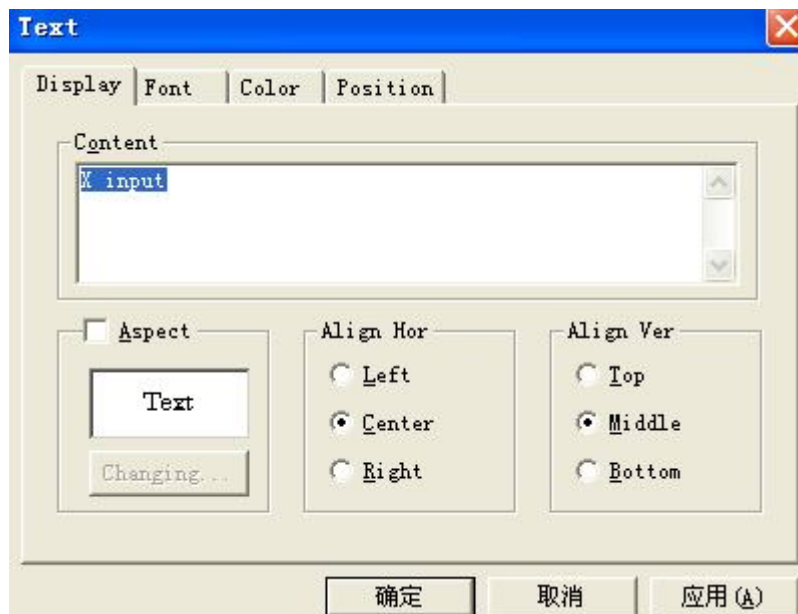 Text
Display Font Color Position
Content
X input
Aspect Align Hor Align Ver
Text
Left Top
Center Middle
Changing... Right Bottom
确定 取消 应用(A)